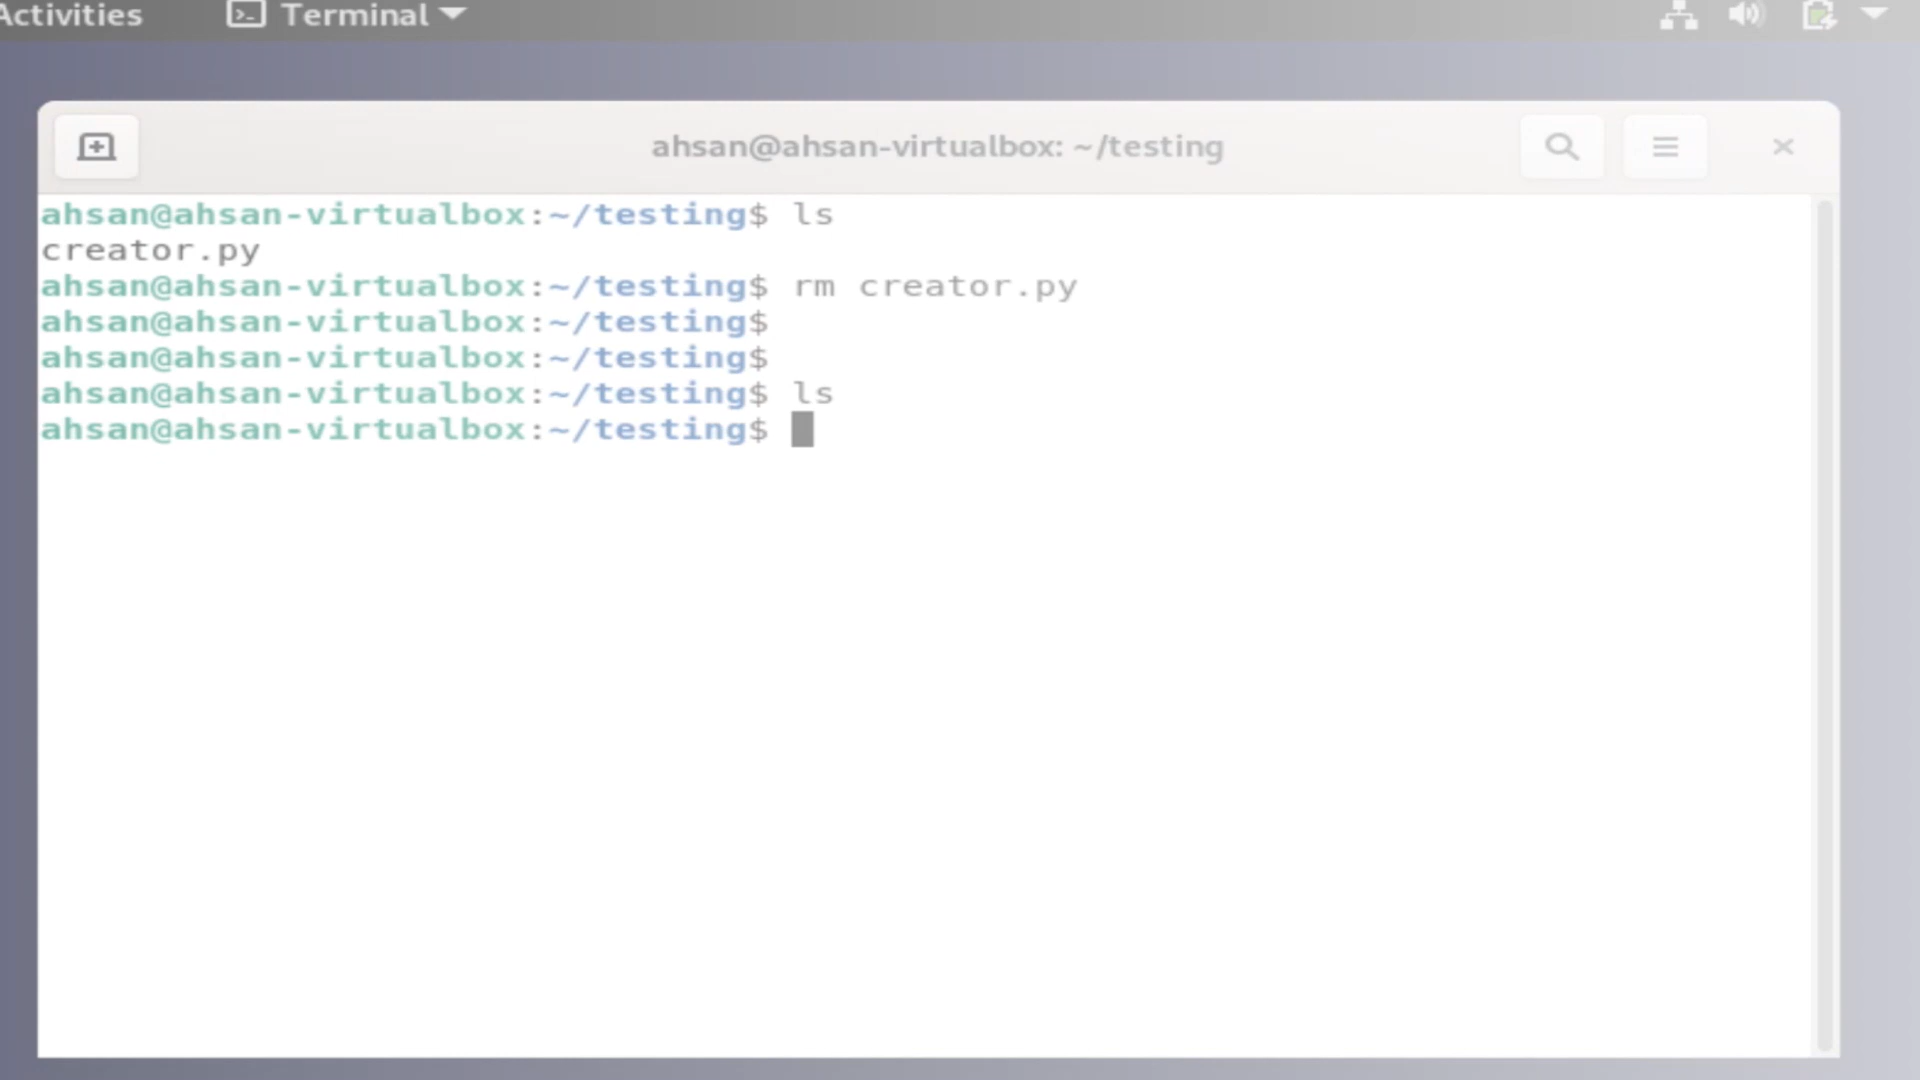 Activities Terminal
ahsan@ahsan-virtualbox: ~/testing
ahsan@ahsan-virtualbox:~/testing$ ls
creator.py
ahsan@ahsan-virtualbox:~/testing$ rm creator.py
ahsan@ahsan-virtualbox:~/testing$
ahsan@ahsan-virtualbox:~/testing$
ahsan@ahsan-virtualbox:~/testing$ ls
ahsan@ahsan-virtualbox:~/testing$